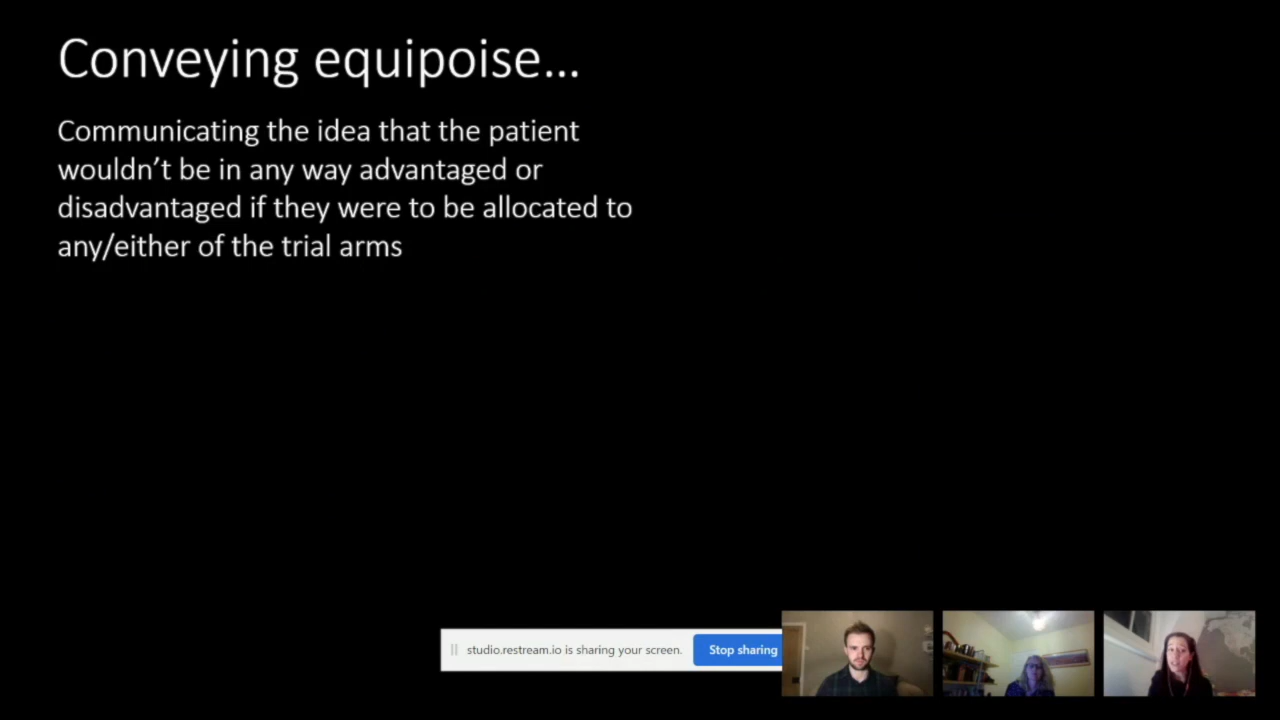 Conveying equipoise...
Communicating the idea that the patient
wouldn't be in any way advantaged or
disadvantaged if they were to be allocated to
any/either of the trial arms
studio.restream.io is sharing your screen.
Stop sharing